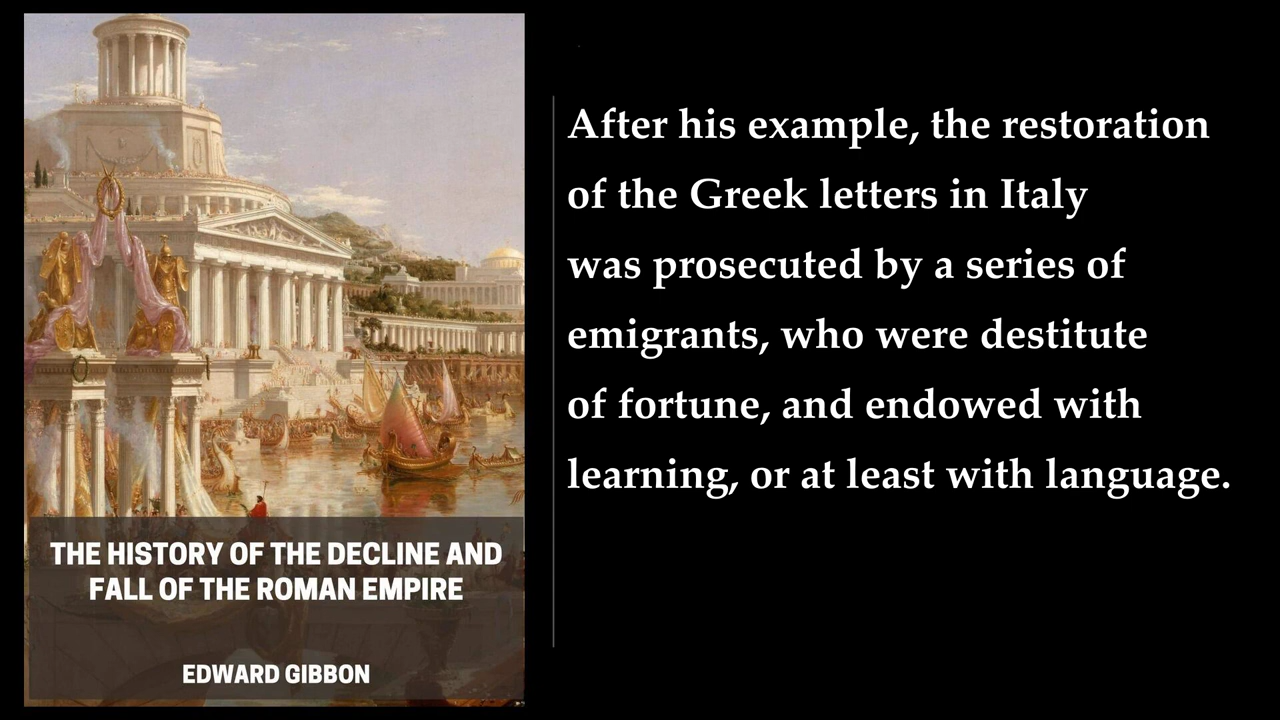 THE HISTORY OF THE DECLINE AND
FALL OF THE ROMAN EMPIRE
EDWARD GIBBON
After his example, the restoration
of the Greek letters in Italy
was prosecuted by a series of
emigrants, who were destitute
of fortune, and endowed with
learning, or at least with language.